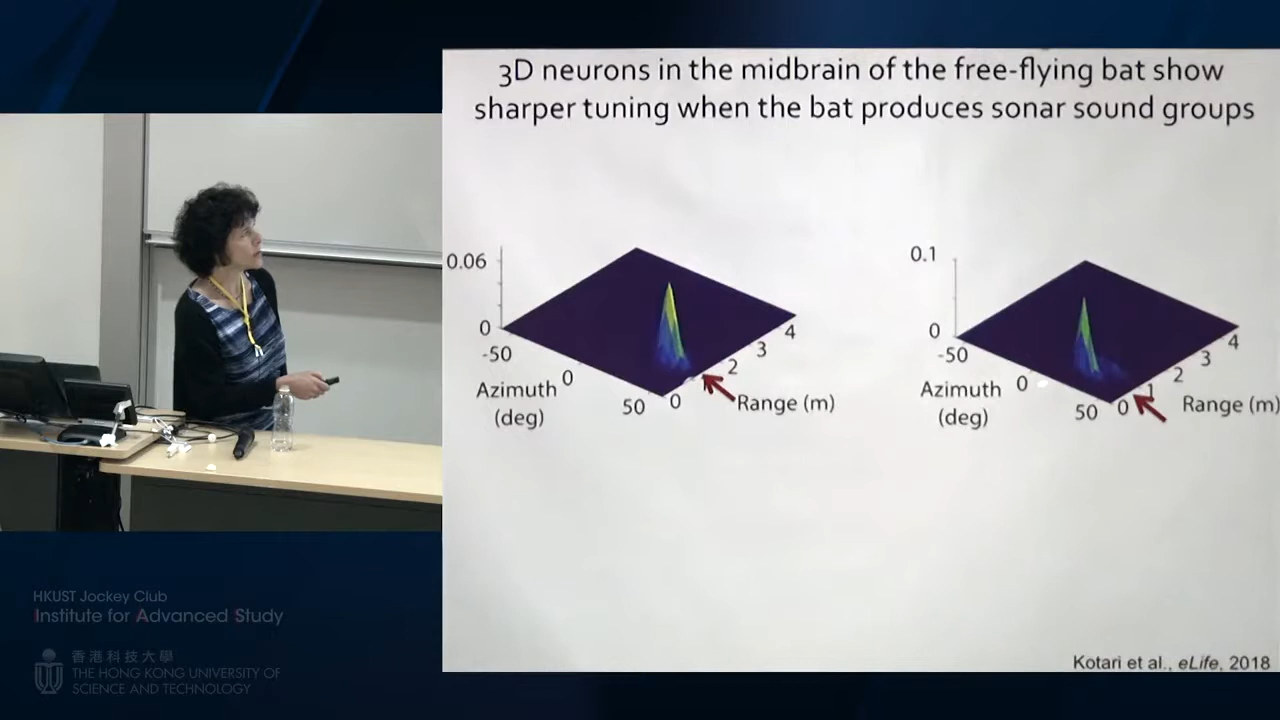 3D neurons in the midbrain of the free-flying bat show
sharper tuning when the bat produces sonar sound groups
0.06
0
-50
0
50
Azimuth
(deg)
0
1
2
3
4
Range (m)
0.1
0
-50
0
50
Azimuth
(deg)
0
1
2
3
4
Range (m)
Kotari et al., eLife, 2018
HKUST Jockey Club
Institute for Advanced Study
香港科技大學
THE HONG KONG UNIVERSITY OF
SCIENCE AND TECHNOLOGY